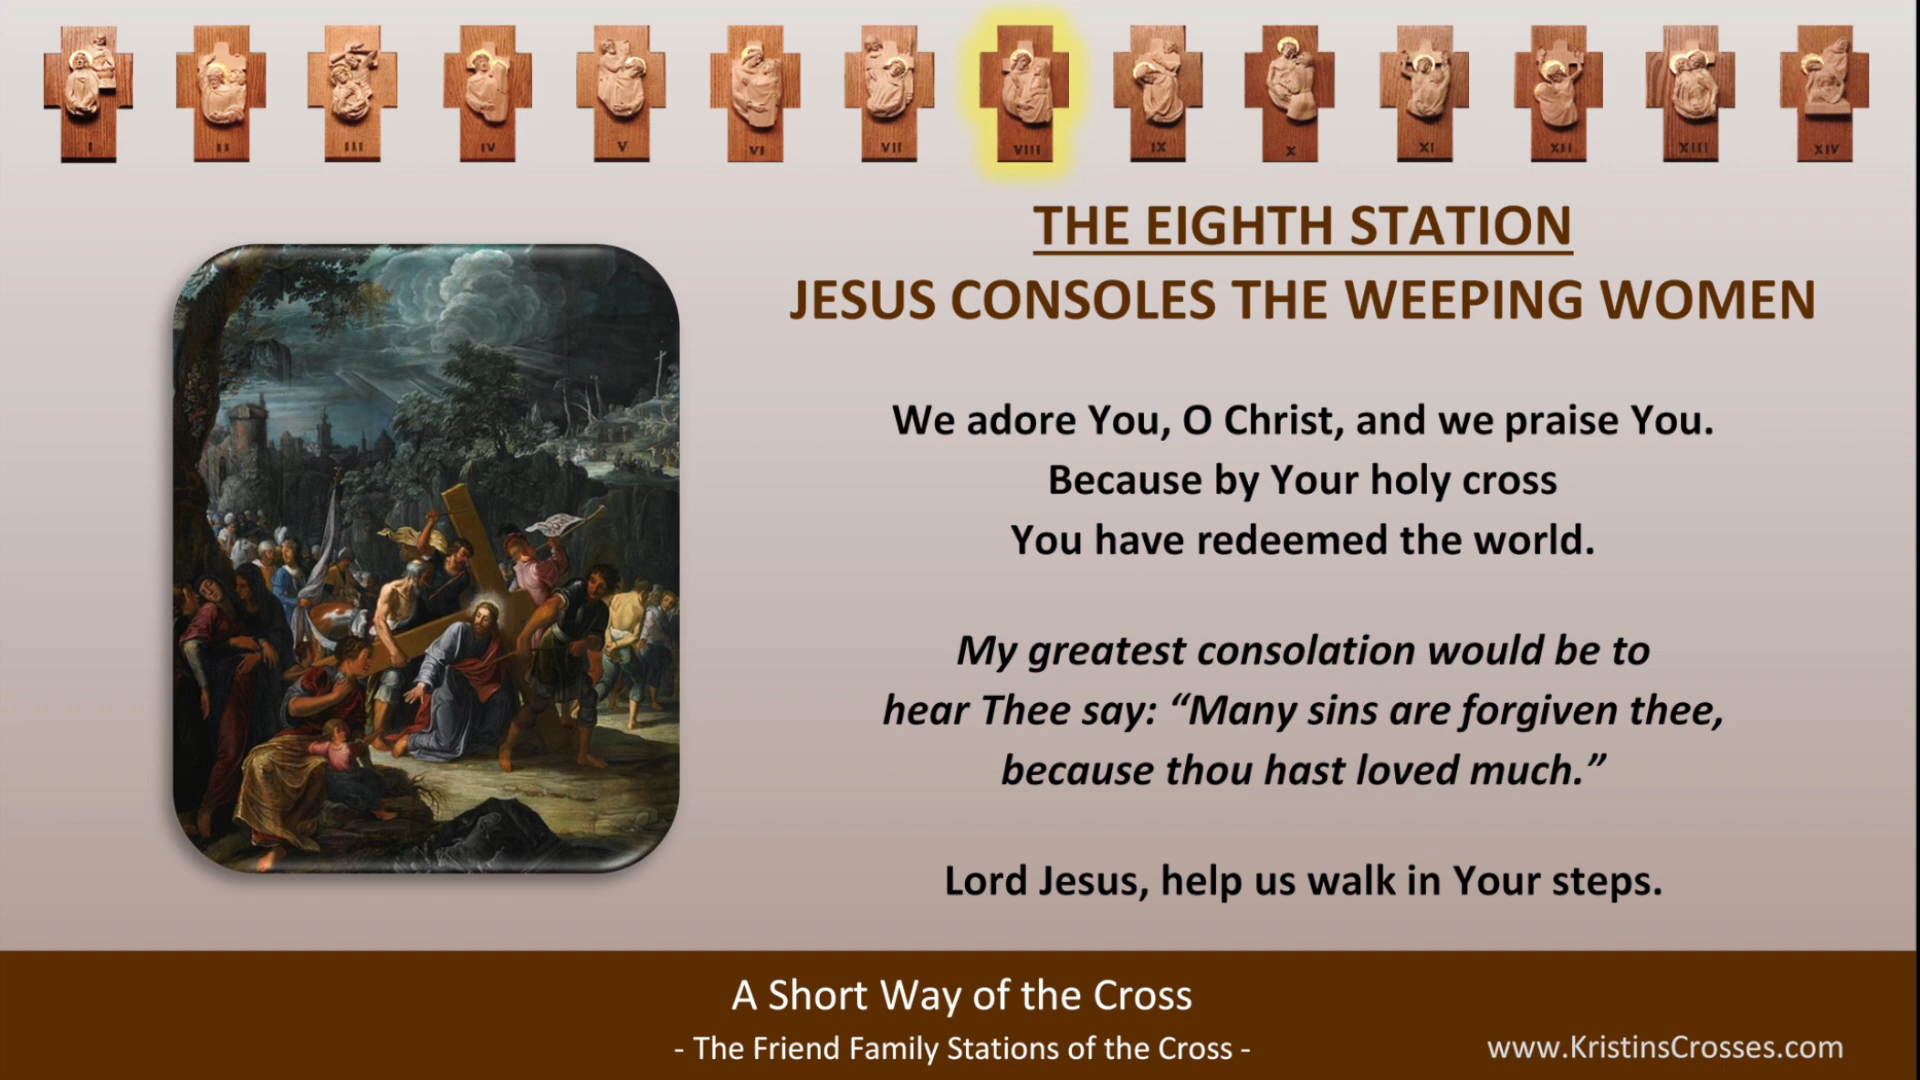 I II III IV V VI VII VIII IX X XI XII XIII XIV
THE EIGHTH STATION
JESUS CONSOLES THE WEEPING WOMEN
We adore You, O Christ, and we praise You.
Because by Your holy cross
You have redeemed the world.
My greatest consolation would be to
hear Thee say: “Many sins are forgiven thee,
because thou hast loved much.”
Lord Jesus, help us walk in Your steps.
A Short Way of the Cross
- The Friend Family Stations of the Cross -
www.KristinsCrosses.com